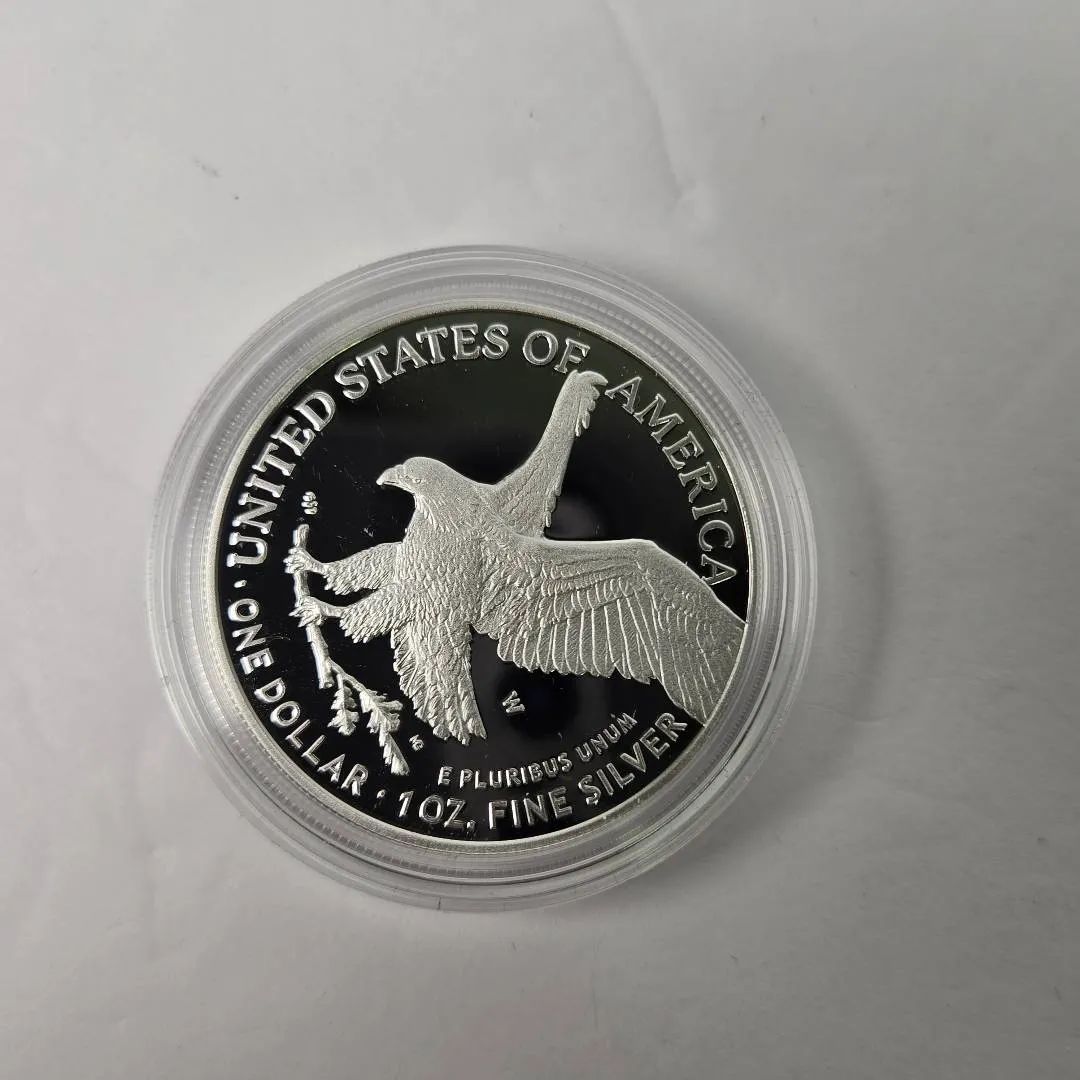 UNITED STATES OF AMERICA
W
E PLURIBUS UNUM
· ONE DOLLAR · 1 OZ. FINE SILVER